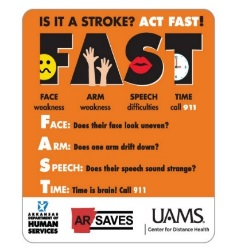 IS IT A STROKE? ACT FAST!
FAST
FACE ARM SPEECH TIME
weakness weakness difficulties call 911
FACE: Does their face look uneven?
ARM: Does one arm drift down?
SPEECH: Does their speech sound strange?
TIME: Time is brain! Call 911
ARKANSAS
DEPARTMENT OF
HUMAN
SERVICES
AR SAVES
UAMS
Center for Distance Health